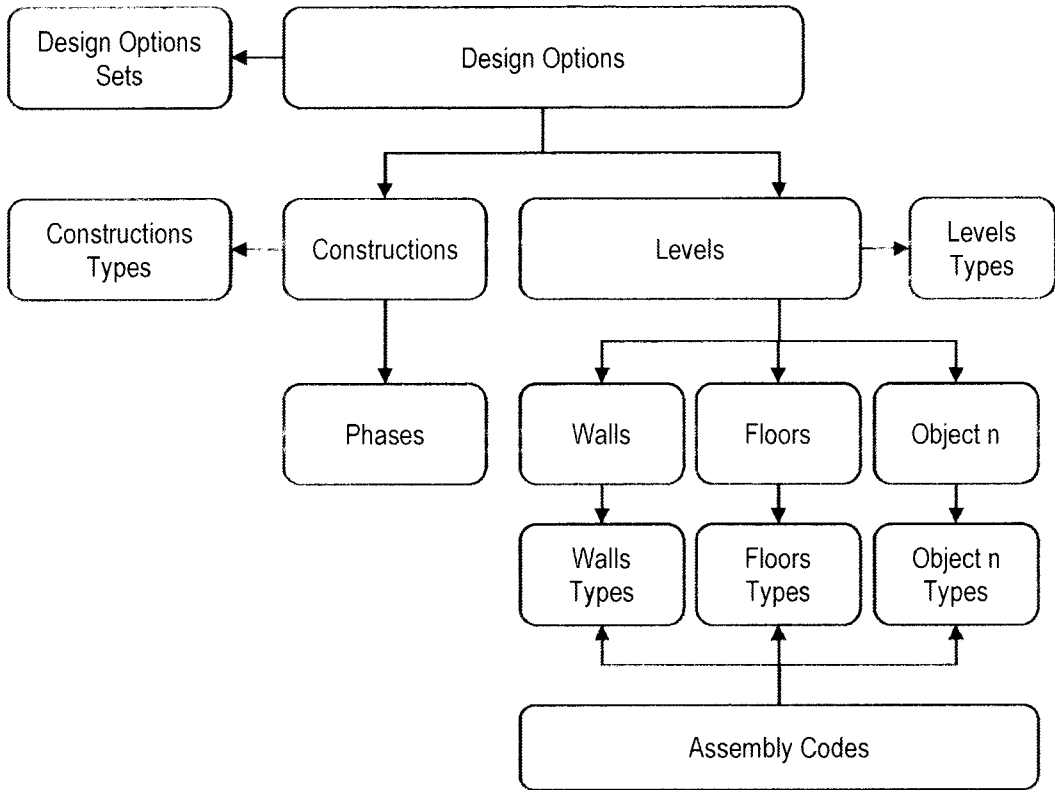 Design Options
Sets
Design Options
Constructions
Types
Constructions
Levels
Levels
Types
Phases
Walls
Floors
Object n
Walls
Types
Floors
Types
Object n
Types
Assembly Codes